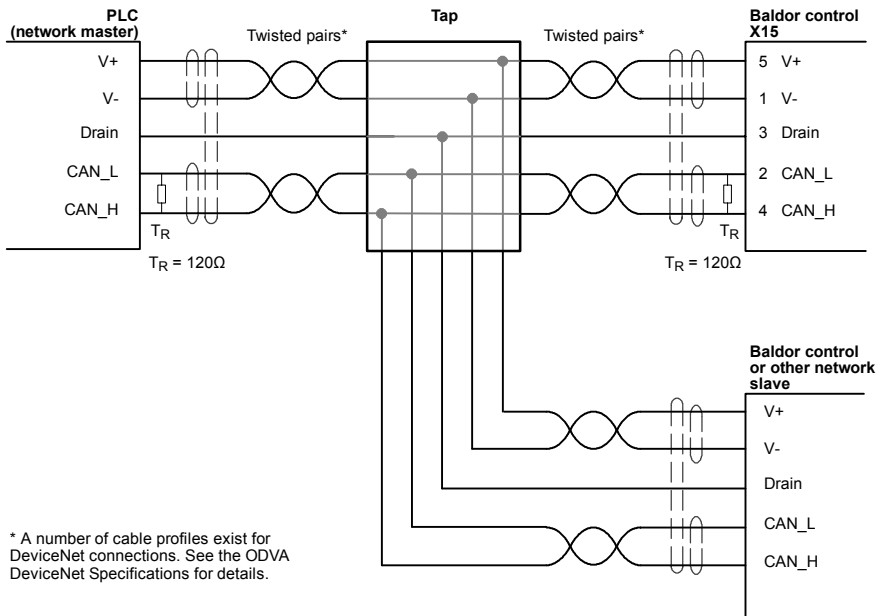 PLC
(network master)
Tap
Baldor control
X15
Twisted pairs*
Twisted pairs*
V+
V-
Drain
CAN_L
CAN_H
5 V+
1 V-
3 Drain
2 CAN_L
4 CAN_H
TR
TR
TR = 120Ω
TR = 120Ω
Baldor control
or other network
slave
V+
V-
Drain
CAN_L
CAN_H
* A number of cable profiles exist for
DeviceNet connections. See the ODVA
DeviceNet Specifications for details.